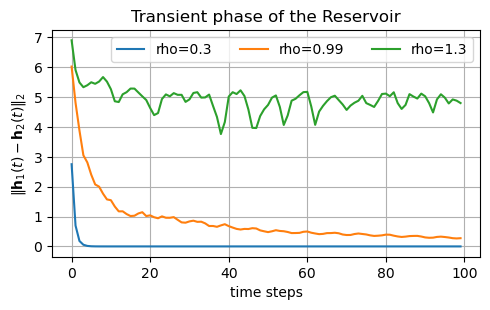 Transient phase of the Reservoir
rho=0.3 rho=0.99 rho=1.3
‖𝐡₁(t) − 𝐡₂(t)‖₂
7
6
5
4
3
2
1
0
0 20 40 60 80 100
time steps